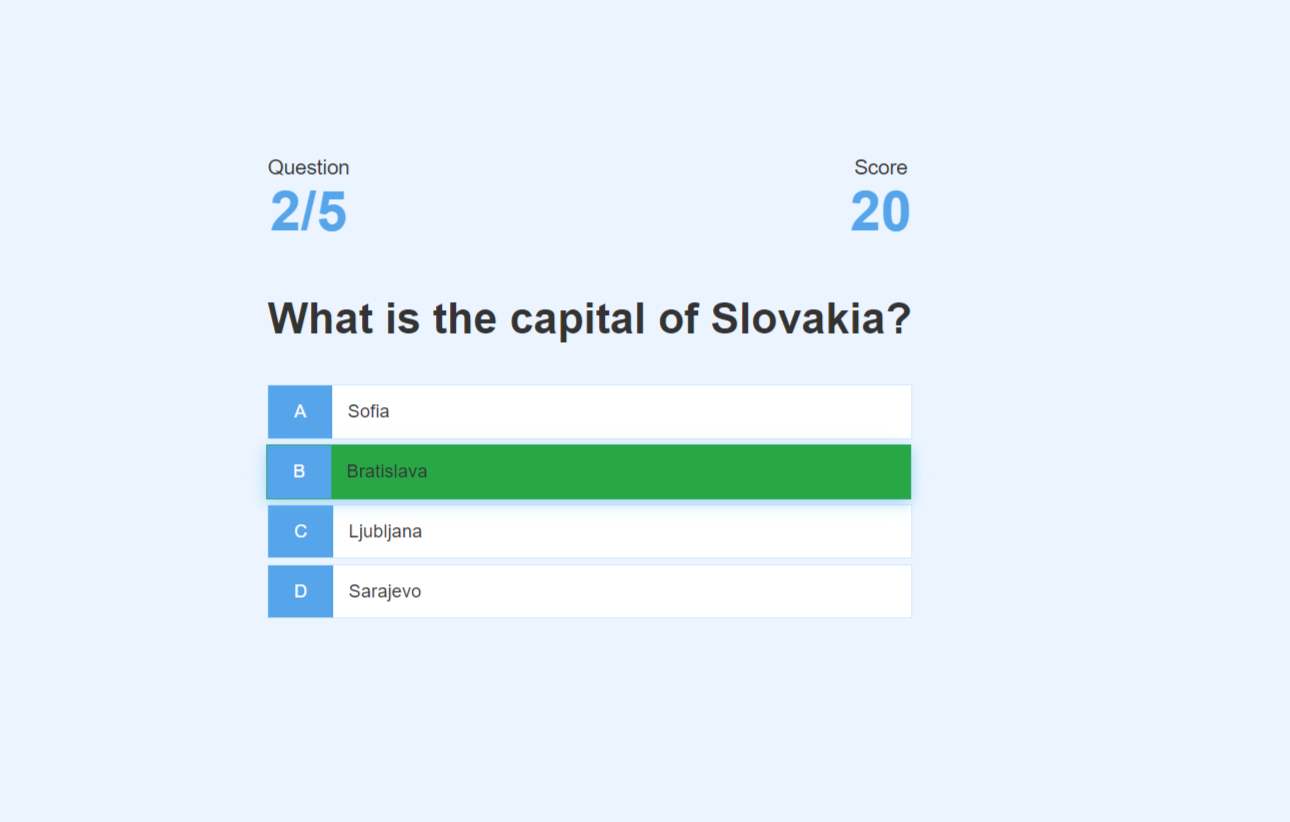 Question
Score
2/5
20
What is the capital of Slovakia?
A Sofia
B Bratislava
C Ljubljana
D Sarajevo